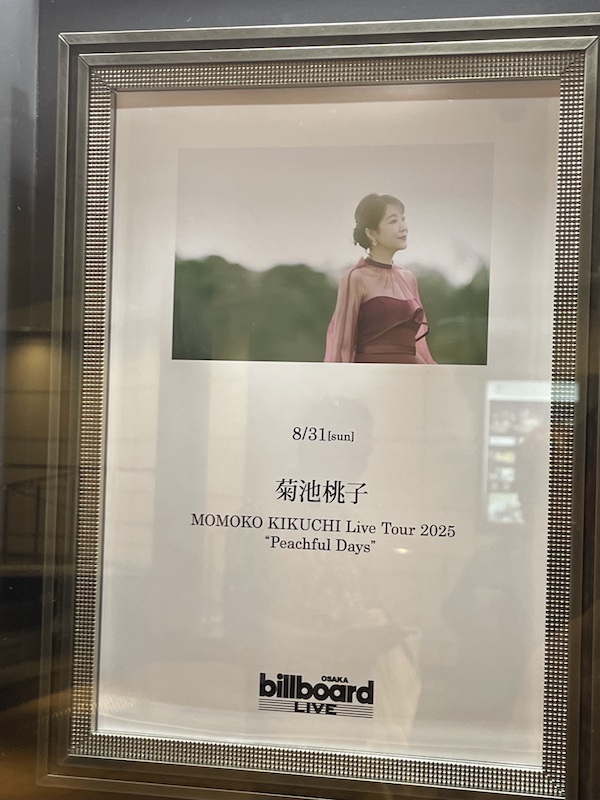 8/31[sun]
菊池桃子
MOMOKO KIKUCHI Live Tour 2025
“Peachful Days”
OSAKA
billboard
LIVE